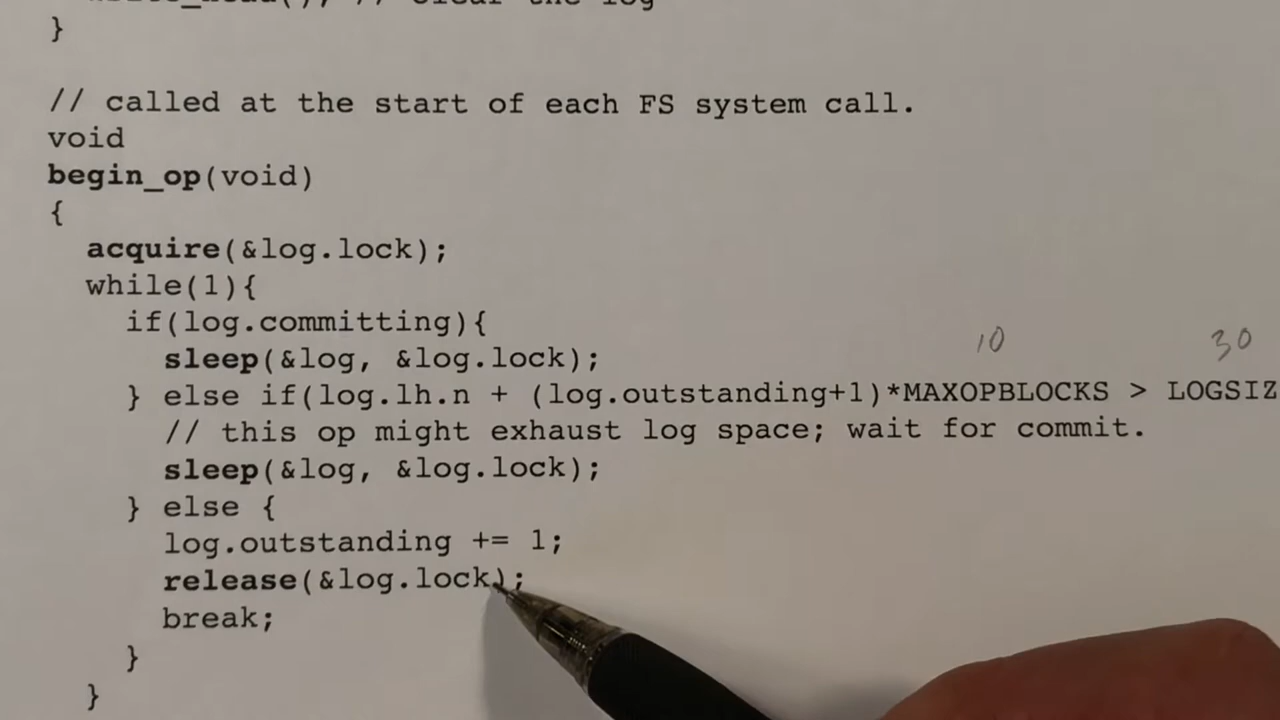 }
// called at the start of each FS system call.
void
begin_op(void)
{
  acquire(&log.lock);
  while(1){
    if(log.committing){
      sleep(&log, &log.lock);
10 30
    } else if(log.lh.n + (log.outstanding+1)*MAXOPBLOCKS > LOGSIZ
      // this op might exhaust log space; wait for commit.
      sleep(&log, &log.lock);
    } else {
      log.outstanding += 1;
      release(&log.lock);
      break;
    }
  }